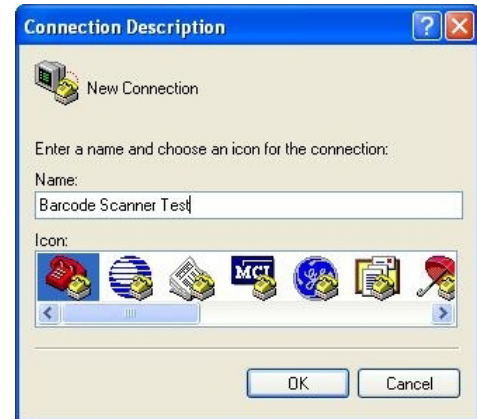 Connection Description
New Connection
Enter a name and choose an icon for the connection:
Name:
Barcode Scanner Test
Icon:
MCI
OK Cancel